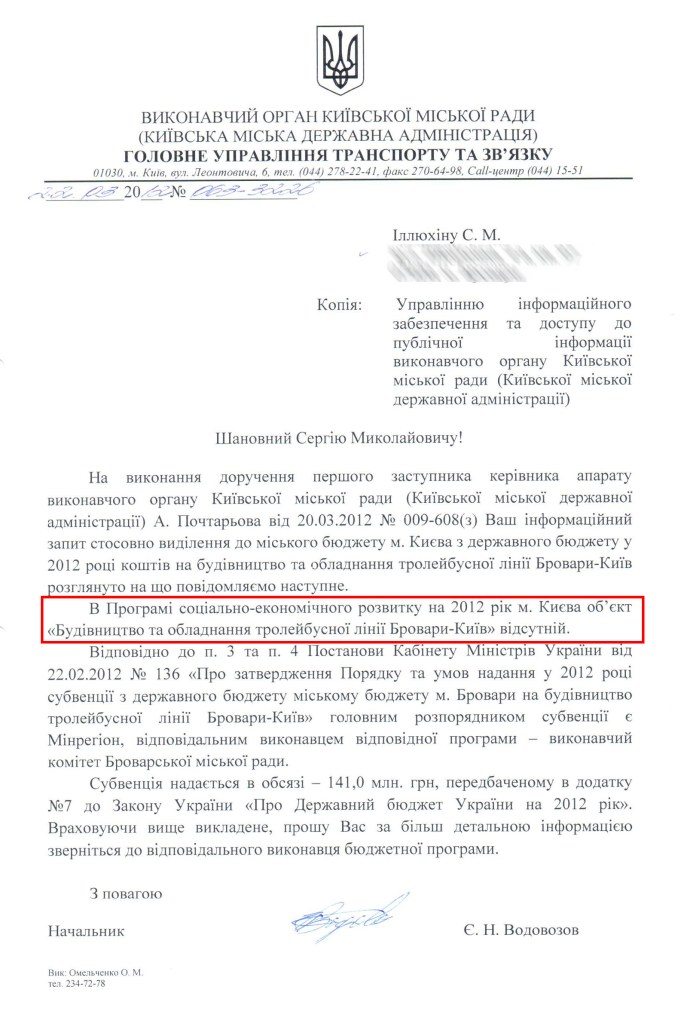 ВИКОНАВЧИЙ ОРГАН КИЇВСЬКОЇ МІСЬКОЇ РАДИ
(КИЇВСЬКА МІСЬКА ДЕРЖАВНА АДМІНІСТРАЦІЯ)
ГОЛОВНЕ УПРАВЛІННЯ ТРАНСПОРТУ ТА ЗВ’ЯЗКУ
01030, м. Київ, вул. Леонтовича, 6, тел. (044) 278-22-41, факс 270-64-98, Call-центр (044) 15-51
22.03 2012 № 063-3226
Іллюхіну С. М.
Копія: Управлінню інформаційного
забезпечення та доступу до
публічної інформації
виконавчого органу Київської
міської ради (Київської міської
державної адміністрації)
Шановний Сергію Миколайовичу!
На виконання доручення першого заступника керівника апарату
виконавчого органу Київської міської ради (Київської міської державної
адміністрації) А. Почтарьова від 20.03.2012 № 009-608(з) Ваш інформаційний
запит стосовно виділення до міського бюджету м. Києва з державного бюджету у
2012 році коштів на будівництво та обладнання тролейбусної лінії Бровари-Київ
розглянуто на що повідомляємо наступне.
В Програмі соціально-економічного розвитку на 2012 рік м. Києва об’єкт
«Будівництво та обладнання тролейбусної лінії Бровари-Київ» відсутній.
Відповідно до п. 3 та п. 4 Постанови Кабінету Міністрів України від
22.02.2012 № 136 «Про затвердження Порядку та умов надання у 2012 році
субвенції з державного бюджету міському бюджету м. Бровари на будівництво
тролейбусної лінії Бровари-Київ» головним розпорядником субвенції є
Мінрегіон, відповідальним виконавцем відповідної програми – виконавчий
комітет Броварської міської ради.
Субвенція надається в обсязі – 141,0 млн. грн, передбаченому в додатку
№7 до Закону України «Про Державний бюджет України на 2012 рік».
Враховуючи вище викладене, прошу Вас за більш детальною інформацією
зверніться до відповідального виконавця бюджетної програми.
З повагою
Начальник Є. Н. Водовозов
Вик: Омельченко О. М.
тел. 234-72-78